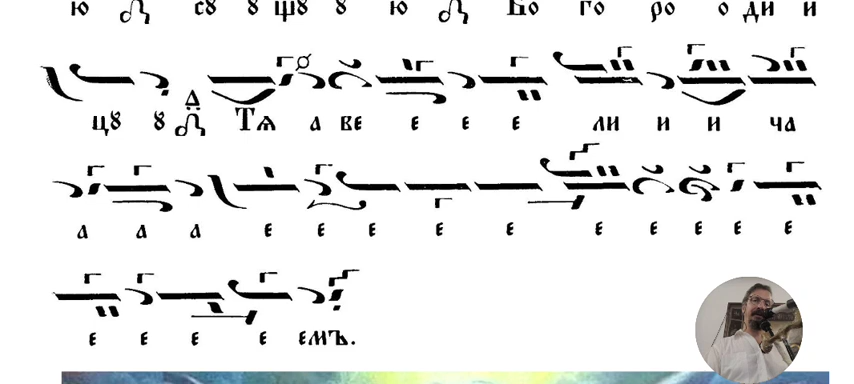 ю сꙋ ꙋ щꙋ ꙋ ю Бо го ро о ди и
цꙋ ꙋ Тѧ а ве е е е ли и и ча
а а а е е е е е е е е е е
е е е е емъ.